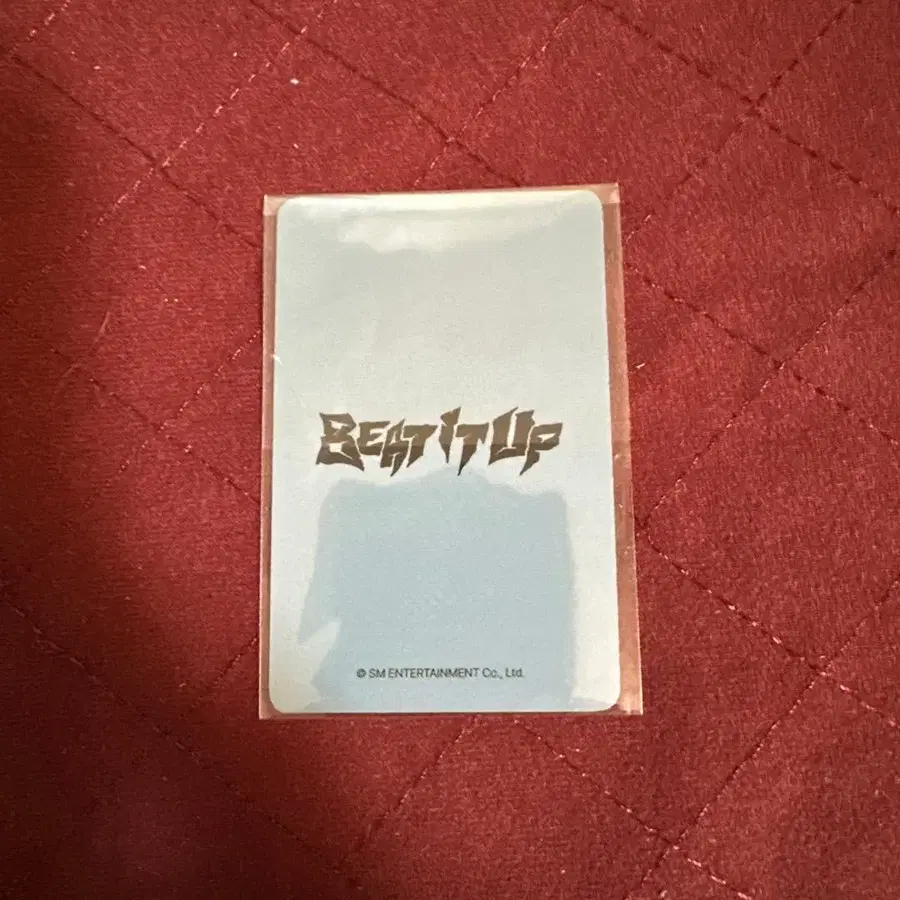 BEAT IT UP
© SM ENTERTAINMENT Co., Ltd.